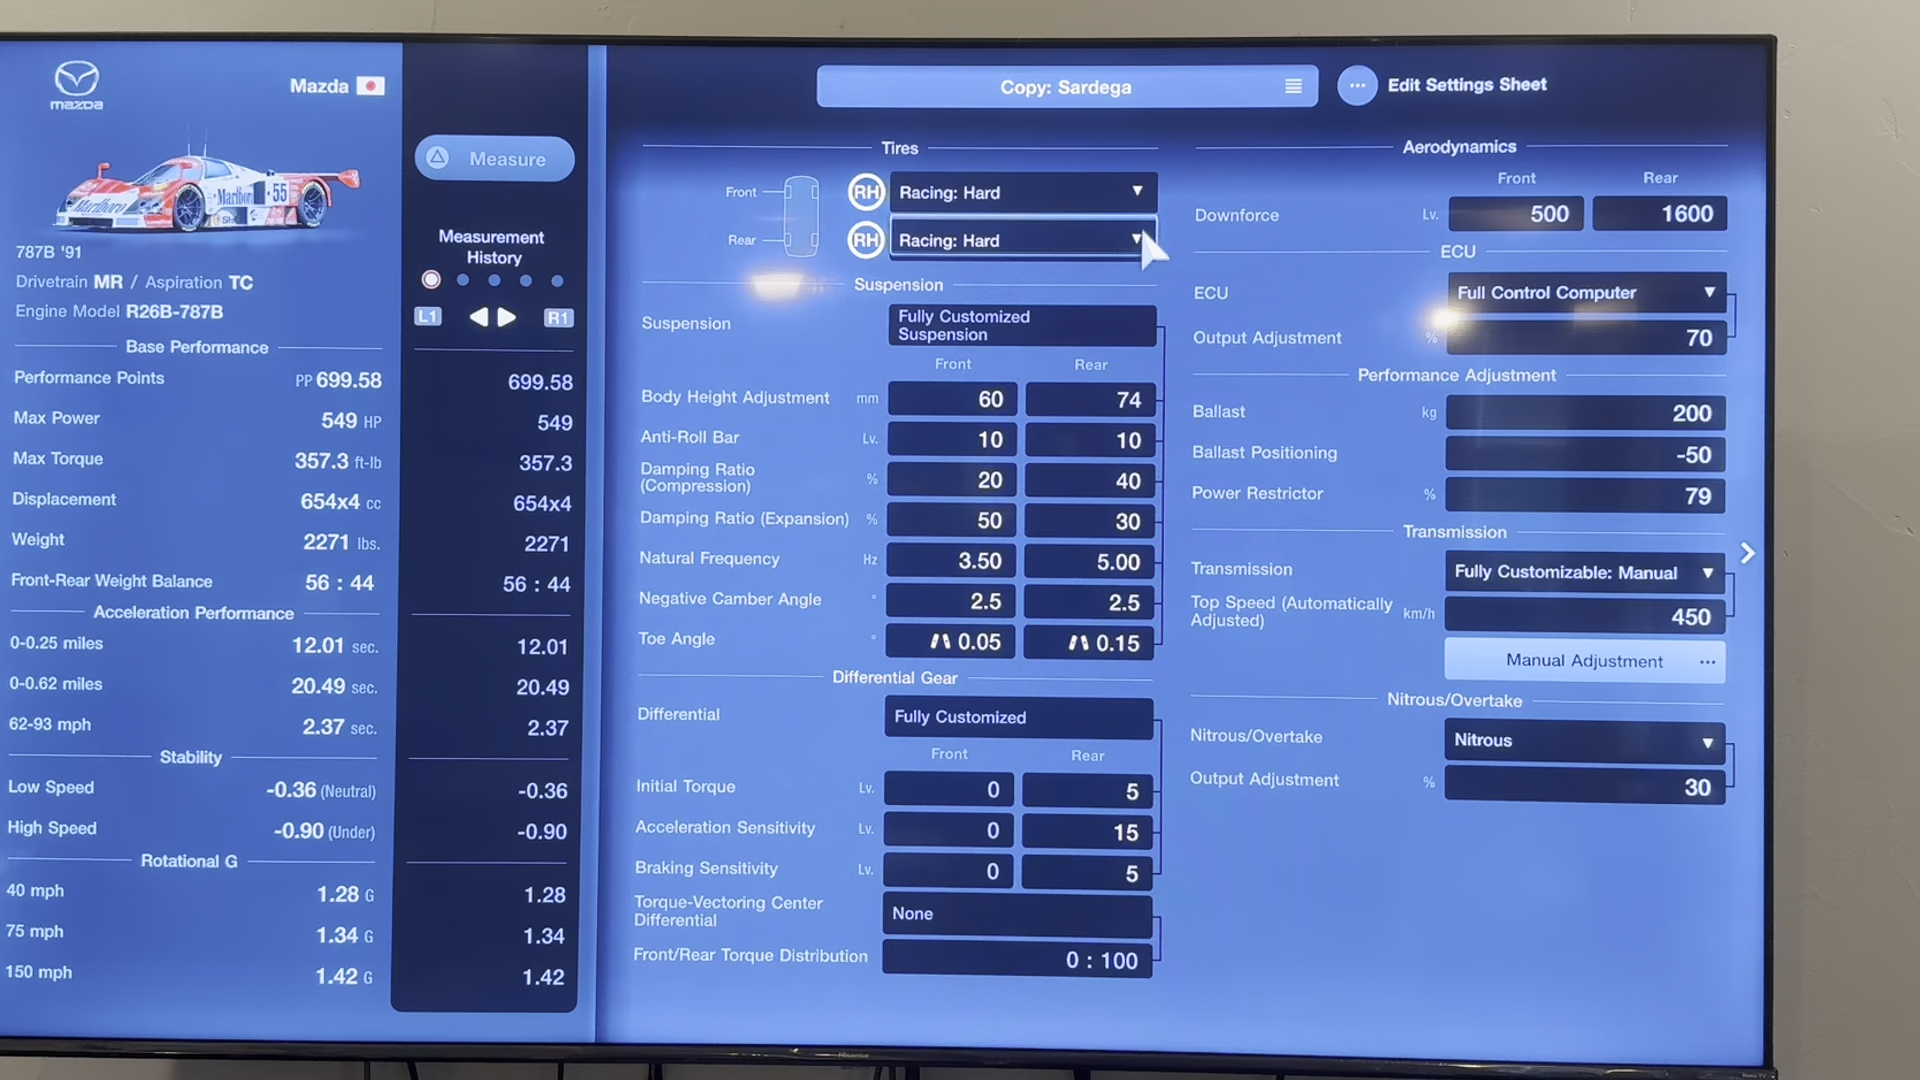 mazda
Mazda
Marlboro
Marlboro
55
787B '91
Drivetrain MR / Aspiration TC
Engine Model R26B-787B
Base Performance
Performance Points PP 699.58
Max Power 549 HP
Max Torque 357.3 ft-lb
Displacement 654x4 cc
Weight 2271 lbs.
Front-Rear Weight Balance 56 : 44
Acceleration Performance
0-0.25 miles 12.01 sec.
0-0.62 miles 20.49 sec.
62-93 mph 2.37 sec.
Stability
Low Speed -0.36 (Neutral)
High Speed -0.90 (Under)
Rotational G
40 mph 1.28 G
75 mph 1.34 G
150 mph 1.42 G
Measure
Measurement
History
L1 R1
699.58
549
357.3
654x4
2271
56 : 44
12.01
20.49
2.37
-0.36
-0.90
1.28
1.34
1.42
Copy: Sardega
Edit Settings Sheet
Tires
Front RH Racing: Hard
Rear RH Racing: Hard
Suspension
Suspension Fully Customized
Suspension
Front Rear
Body Height Adjustment mm 60 74
Anti-Roll Bar Lv. 10 10
Damping Ratio
(Compression) % 20 40
Damping Ratio (Expansion) % 50 30
Natural Frequency Hz 3.50 5.00
Negative Camber Angle ° 2.5 2.5
Toe Angle ° 0.05 0.15
Differential Gear
Differential Fully Customized
Front Rear
Initial Torque Lv. 0 5
Acceleration Sensitivity Lv. 0 15
Braking Sensitivity Lv. 0 5
Torque-Vectoring Center
Differential None
Front/Rear Torque Distribution 0 : 100
Aerodynamics
Front Rear
Downforce Lv. 500 1600
ECU
ECU Full Control Computer
Output Adjustment % 70
Performance Adjustment
Ballast kg 200
Ballast Positioning -50
Power Restrictor % 79
Transmission
Transmission Fully Customizable: Manual
Top Speed (Automatically
Adjusted) km/h 450
Manual Adjustment
Nitrous/Overtake
Nitrous/Overtake Nitrous
Output Adjustment % 30
Hisense